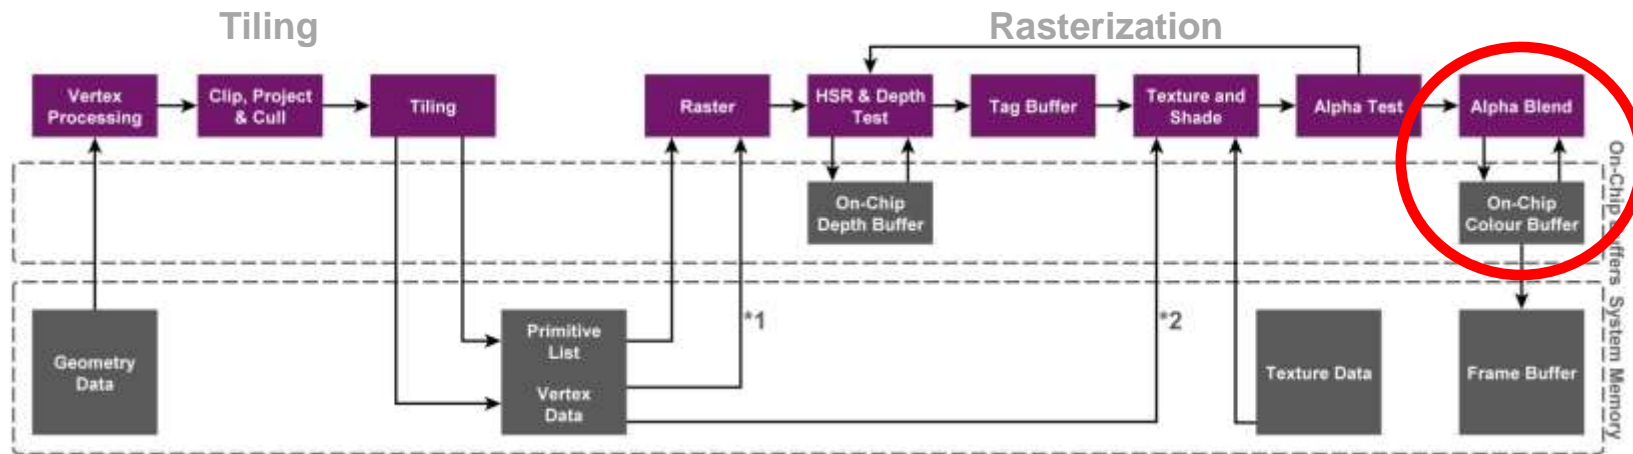 Tiling
Rasterization
Vertex
Processing
Clip, Project
& Cull
Tiling
Raster
HSR & Depth
Test
Tag Buffer
Texture and
Shade
Alpha Test
Alpha Blend
On-Chip
Depth Buffer
On-Chip
Colour Buffer
On-Chip Buffers
Geometry
Data
Primitive
List
Vertex
Data
*1
*2
Texture Data
Frame Buffer
System Memory